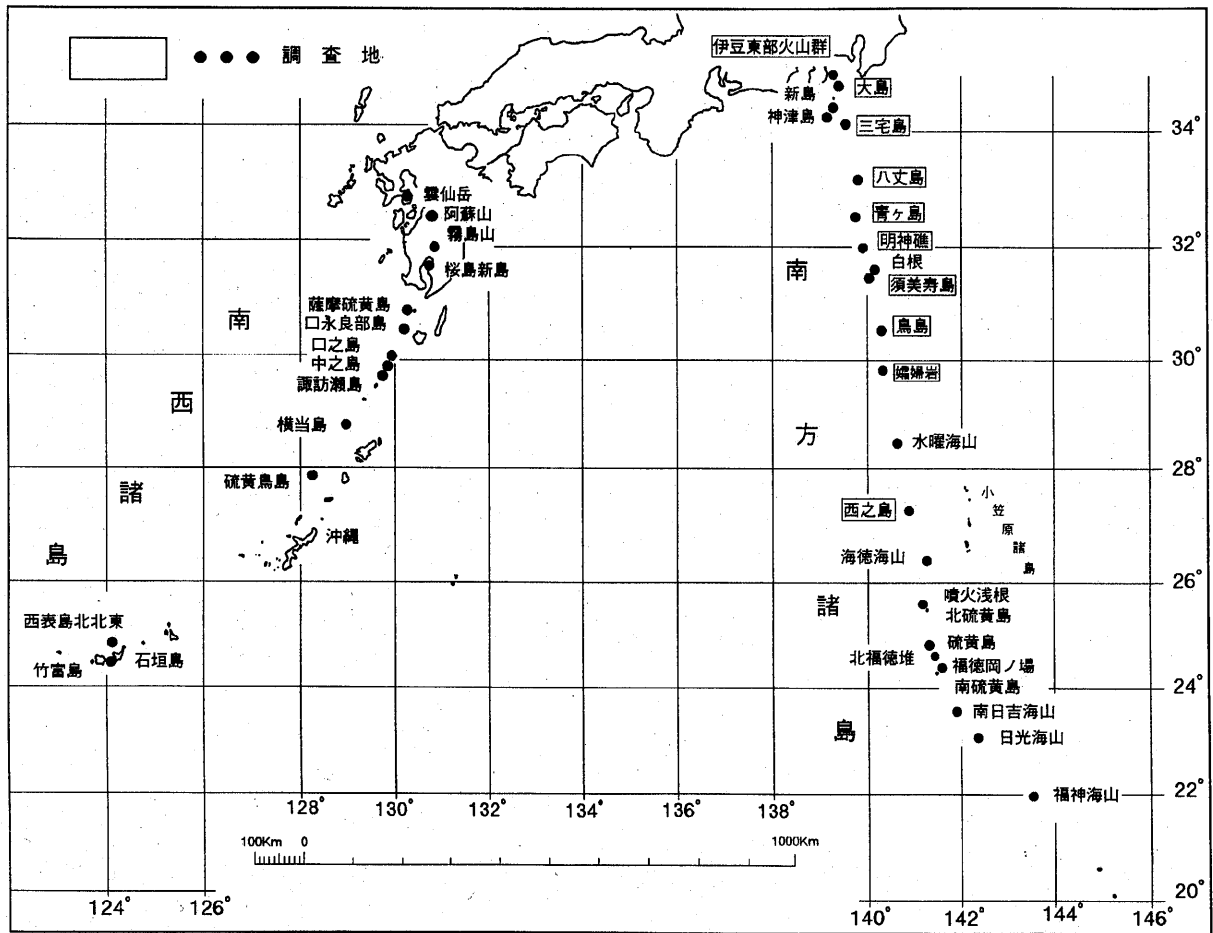 ●●● 調査地
伊豆東部火山群
大島
新島
神津島
三宅島
34°
八丈島
青ヶ島
明神礁
32°
白根
須美寿島
鳥島
30°
孀婦岩
水曜海山
28°
西之島
小笠原諸島
海徳海山
26°
噴火浅根
北硫黄島
硫黄島
北福徳堆
福徳岡ノ場
南硫黄島
24°
南日吉海山
日光海山
福神海山
22°
20°
南方諸島
雲仙岳
阿蘇山
霧島山
桜島新島
薩摩硫黄島
口永良部島
口之島
中之島
諏訪瀬島
横当島
硫黄鳥島
沖縄
南西諸島
西表島北北東
石垣島
竹富島
128° 130° 132° 134° 136° 138°
100Km 0 1000Km
124° 126° 140° 142° 144° 146°